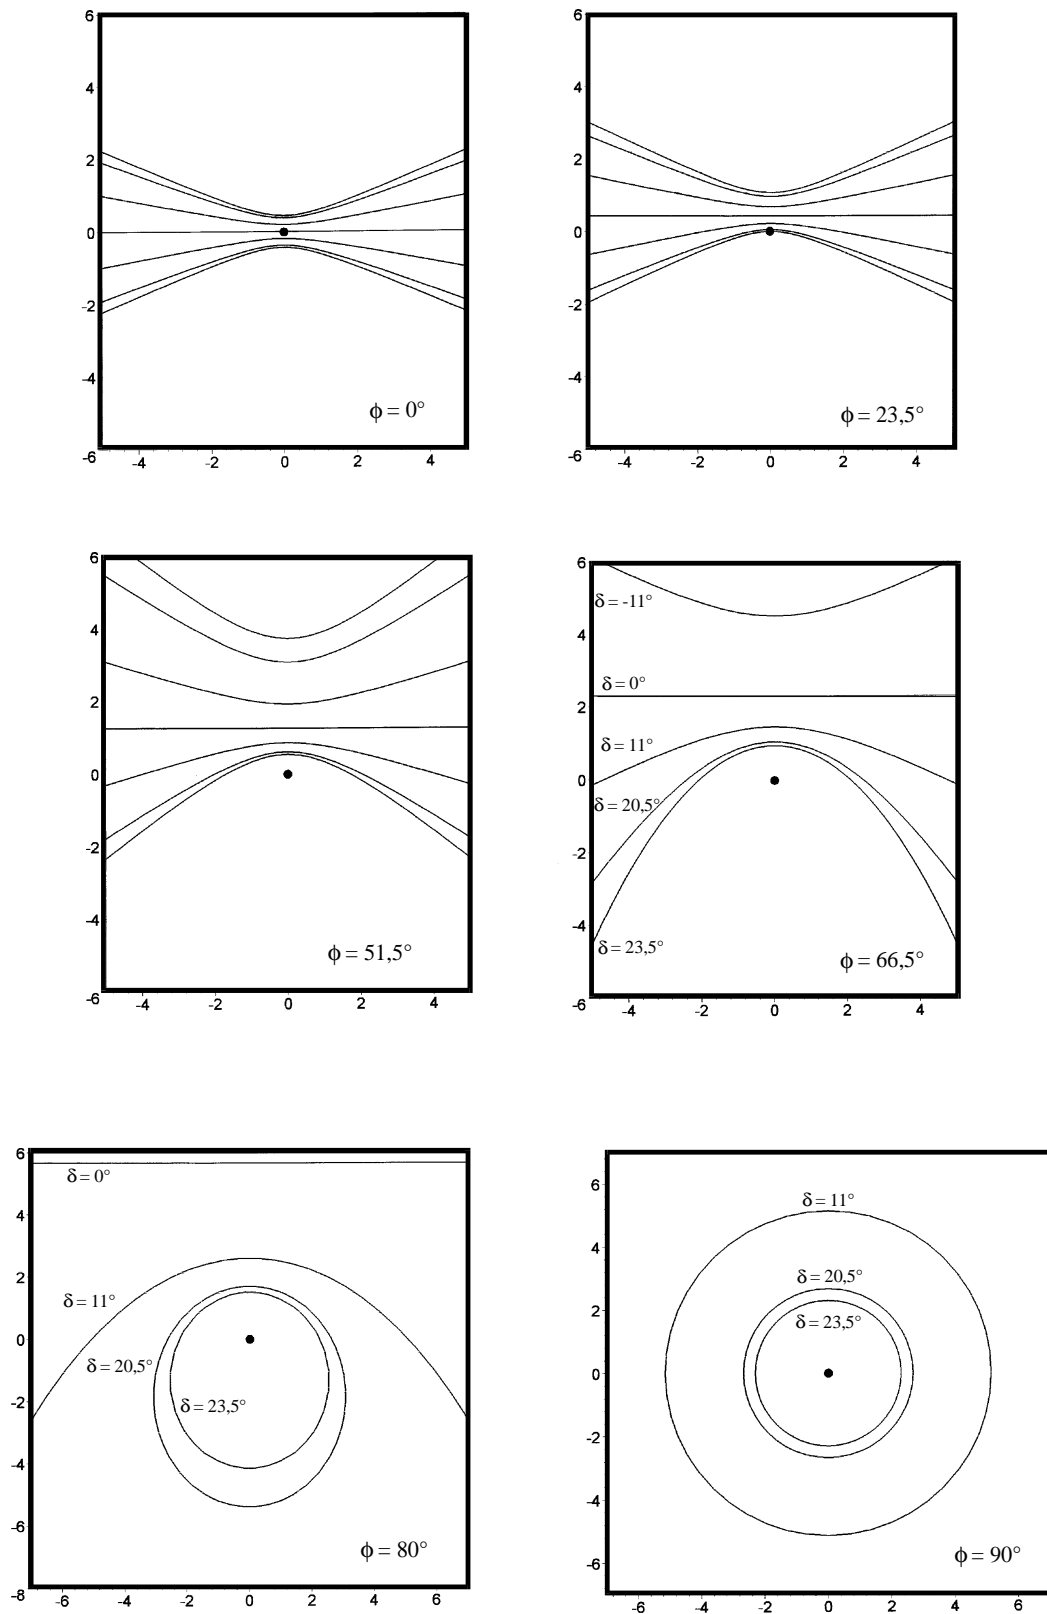 6 6
4 4
2 2
0 0
-2 -2
-4 -4
ϕ = 0° ϕ = 23,5°
-6 -6
-4 -2 0 2 4 -4 -2 0 2 4
6 6
δ = -11°
4 4
δ = 0°
2 2
δ = 11°
0 0
δ = 20,5°
-2 -2
-4 -4
δ = 23,5°
ϕ = 51,5° ϕ = 66,5°
-6 -6
-4 -2 0 2 4 -4 -2 0 2 4
6
δ = 0°
6
δ = 11°
4 4
δ = 20,5°
2 2
δ = 11° δ = 23,5°
0 0
δ = 20,5°
-2 -2
δ = 23,5°
-4 -4
-6 -6
ϕ = 80° ϕ = 90°
-8
-6 -4 -2 0 2 4 6 -6 -4 -2 0 2 4 6